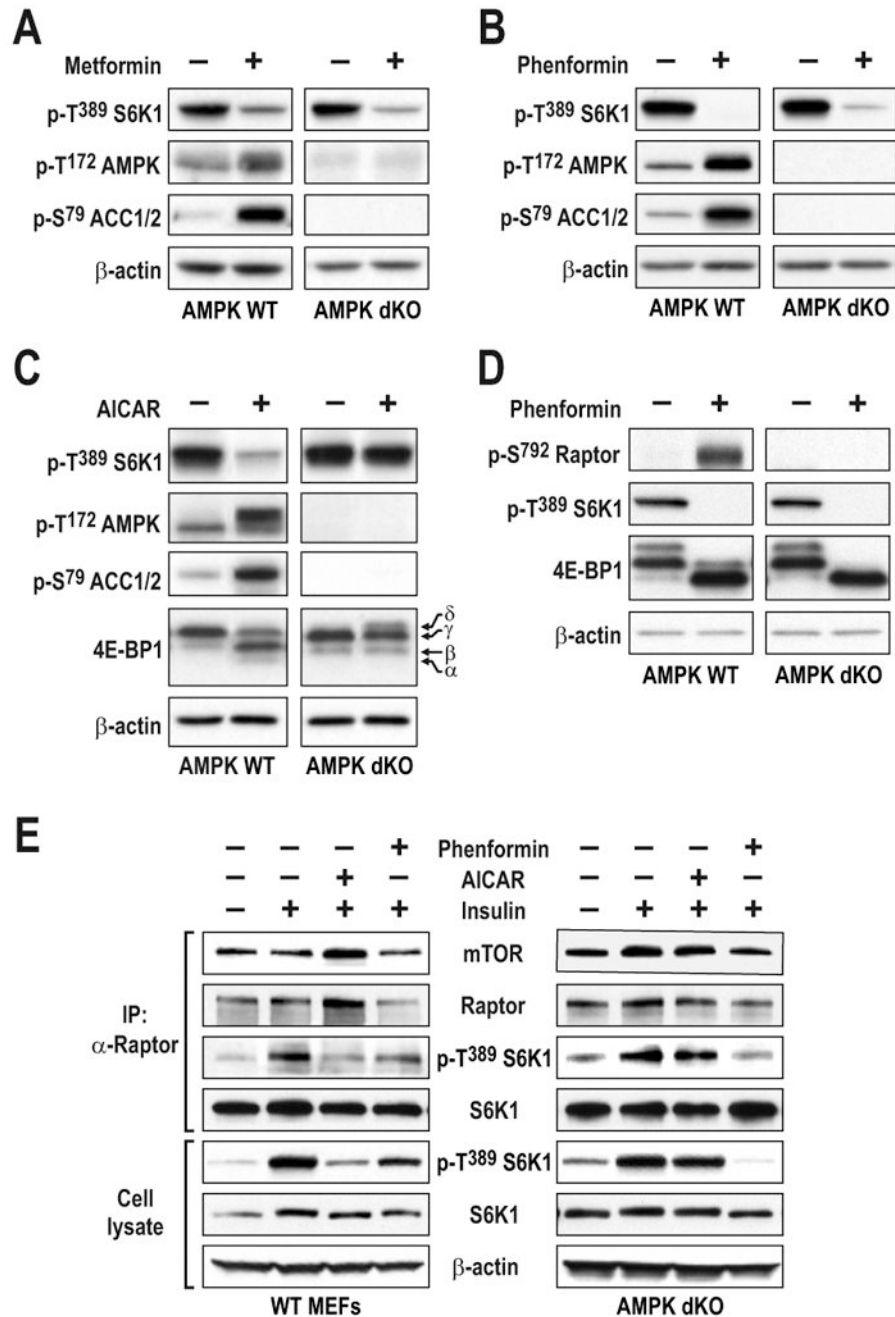 A
Metformin − + − +
p-T389 S6K1
p-T172 AMPK
p-S79 ACC1/2
β-actin
AMPK WT AMPK dKO
B
Phenformin − + − +
p-T389 S6K1
p-T172 AMPK
p-S79 ACC1/2
β-actin
AMPK WT AMPK dKO
C
AICAR − + − +
p-T389 S6K1
p-T172 AMPK
p-S79 ACC1/2
4E-BP1
δ
γ
β
α
β-actin
AMPK WT AMPK dKO
D
Phenformin − + − +
p-S792 Raptor
p-T389 S6K1
4E-BP1
β-actin
AMPK WT AMPK dKO
E
− − − + Phenformin − − − +
− − + − AICAR − − + −
− + + + Insulin − + + +
IP:
α-Raptor
mTOR
Raptor
p-T389 S6K1
S6K1
Cell
lysate
p-T389 S6K1
S6K1
β-actin
WT MEFs AMPK dKO